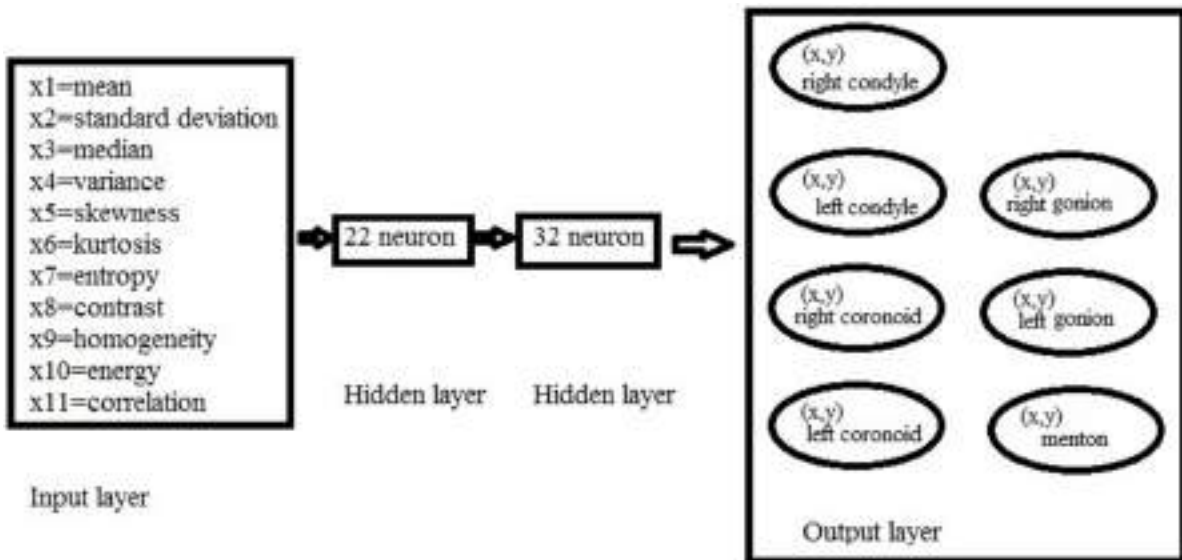 x1=mean
x2=standard deviation
x3=median
x4=variance
x5=skewness
x6=kurtosis
x7=entropy
x8=contrast
x9=homogeneity
x10=energy
x11=correlation
Input layer
22 neuron
Hidden layer
32 neuron
Hidden layer
(x,y)
right condyle
(x,y)
left condyle
(x,y)
right coronoid
(x,y)
left coronoid
(x,y)
right gonion
(x,y)
left gonion
(x,y)
menton
Output layer